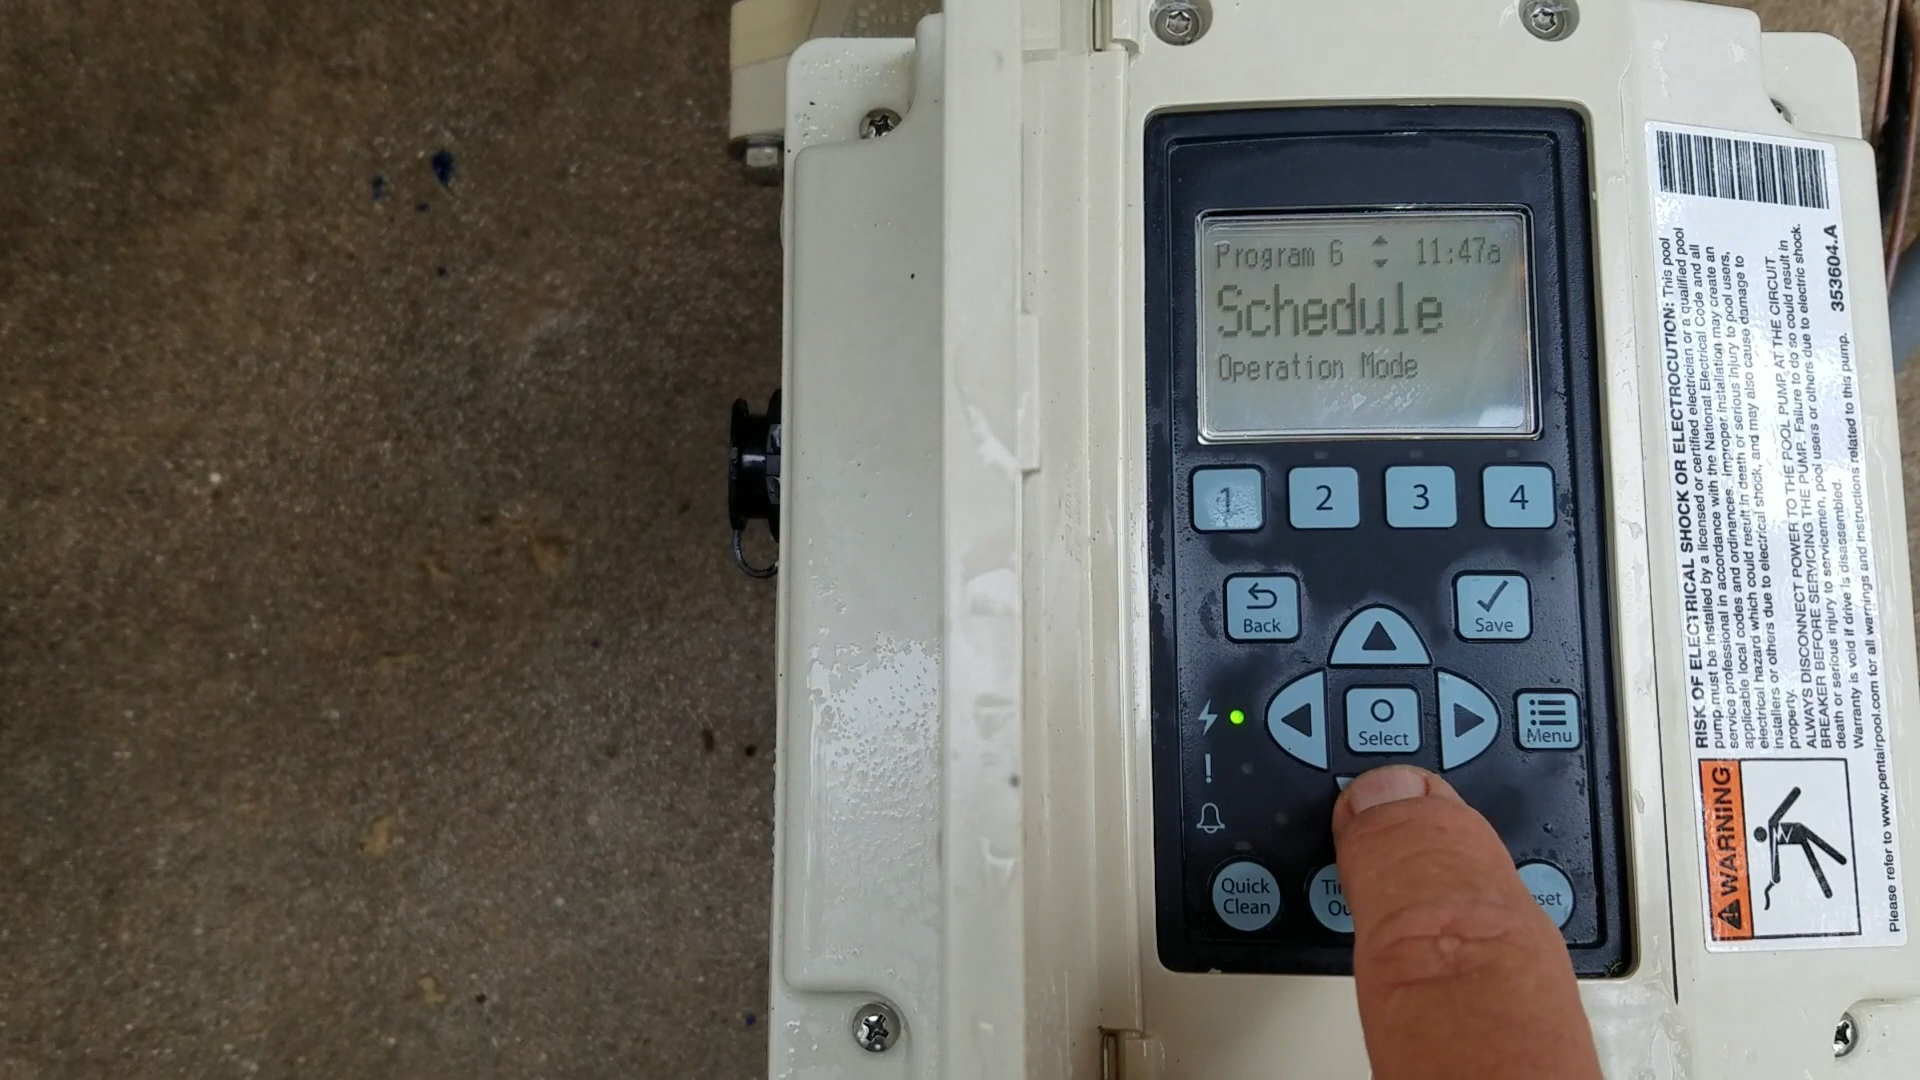 Program 6 11:47a
Schedule
Operation Mode
1 2 3 4
Back
Save
Select
Menu
Quick
Clean
RISK OF ELECTRICAL SHOCK OR ELECTROCUTION: This pool
pump must be installed by a licensed or certified electrician or a qualified pool
service professional in accordance with the National Electrical Code and all
applicable local codes and ordinances. Improper installation may create an
electrical hazard which could result in death or serious injury to pool users,
installers or others due to electrical shock, and may also cause damage to
property.
ALWAYS DISCONNECT POWER TO THE POOL PUMP AT THE CIRCUIT
BREAKER BEFORE SERVICING THE PUMP. Failure to do so could result in
death or serious injury to servicemen, pool users or others due to electric shock.
Warranty is void if drive is disassembled. 353604.A
Please refer to www.pentairpool.com for all warnings and instructions related to this pump.
WARNING